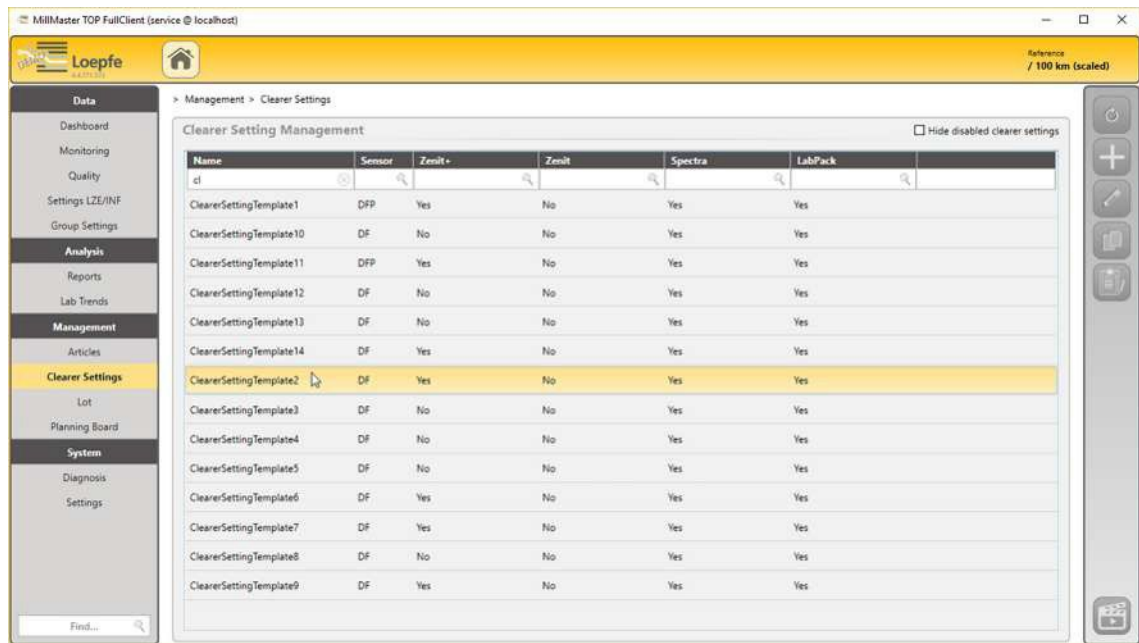 MillMaster TOP FullClient (service @ localhost)
Loepfe
Reference
/ 100 km (scaled)
Data
Dashboard
Monitoring
Quality
Settings LZE/INF
Group Settings
Analysis
Reports
Lab Trends
Management
Articles
Clearer Settings
Lot
Planning Board
System
Diagnosis
Settings
Find...
> Management > Clearer Settings
Clearer Setting Management
Hide disabled clearer settings
Name Sensor Zenit+ Zenit Spectra LabPack
cl
ClearerSettingTemplate1 DFP Yes No Yes Yes
ClearerSettingTemplate10 DF No No Yes Yes
ClearerSettingTemplate11 DFP Yes No Yes Yes
ClearerSettingTemplate12 DF No No Yes Yes
ClearerSettingTemplate13 DF No No Yes Yes
ClearerSettingTemplate14 DF Yes No Yes Yes
ClearerSettingTemplate2 DF Yes No Yes Yes
ClearerSettingTemplate3 DF No No Yes Yes
ClearerSettingTemplate4 DF No No Yes Yes
ClearerSettingTemplate5 DF No No Yes Yes
ClearerSettingTemplate6 DF Yes No Yes Yes
ClearerSettingTemplate7 DF Yes No Yes Yes
ClearerSettingTemplate8 DF No No Yes Yes
ClearerSettingTemplate9 DF Yes No Yes Yes